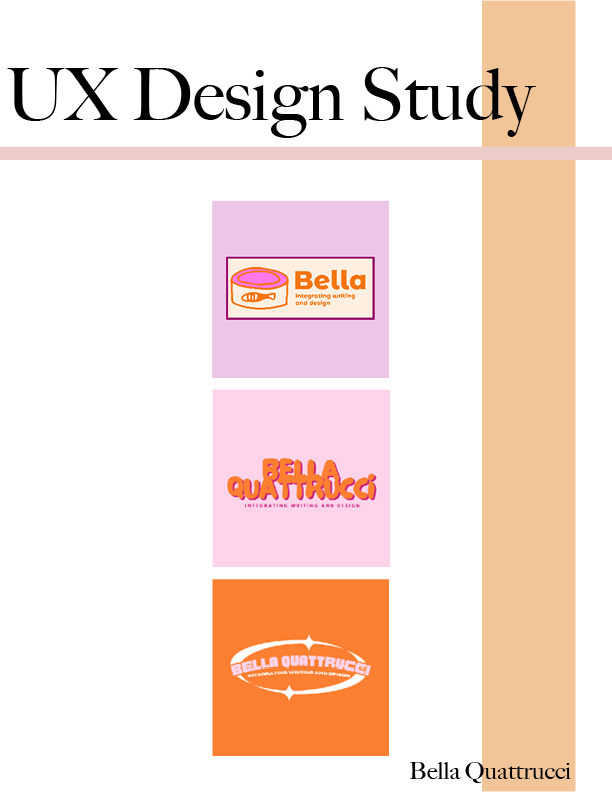 UX Design Study
Bella
Integrating writing
and design
BELLA
QUATTRUCCi
INTEGRATING WRITING AND DESIGN
BELLA QUATTRUCCI
INTEGRATING WRITING AND DESIGN
Bella Quattrucci